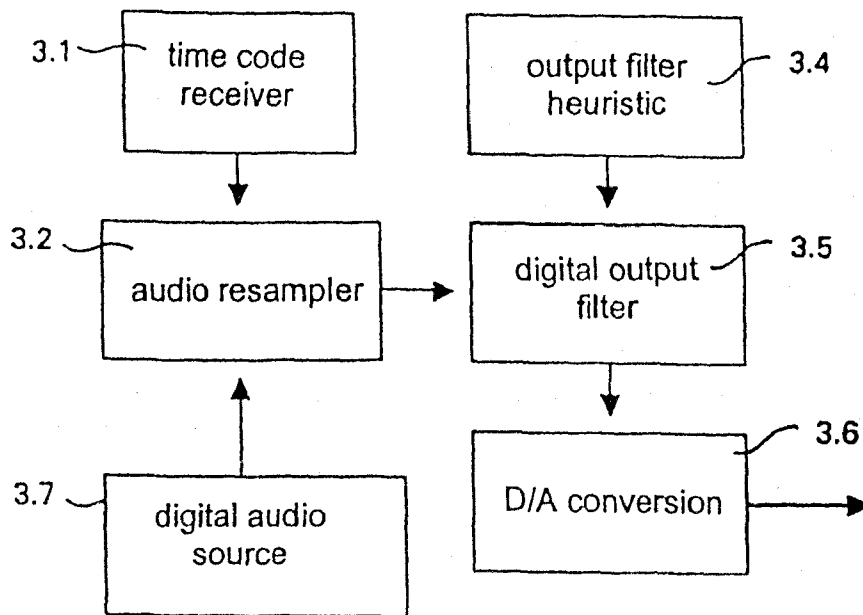 3.1
time code
receiver
output filter
heuristic
3.4
3.2
audio resampler
digital output
filter
3.5
3.7
digital audio
source
D/A conversion
3.6